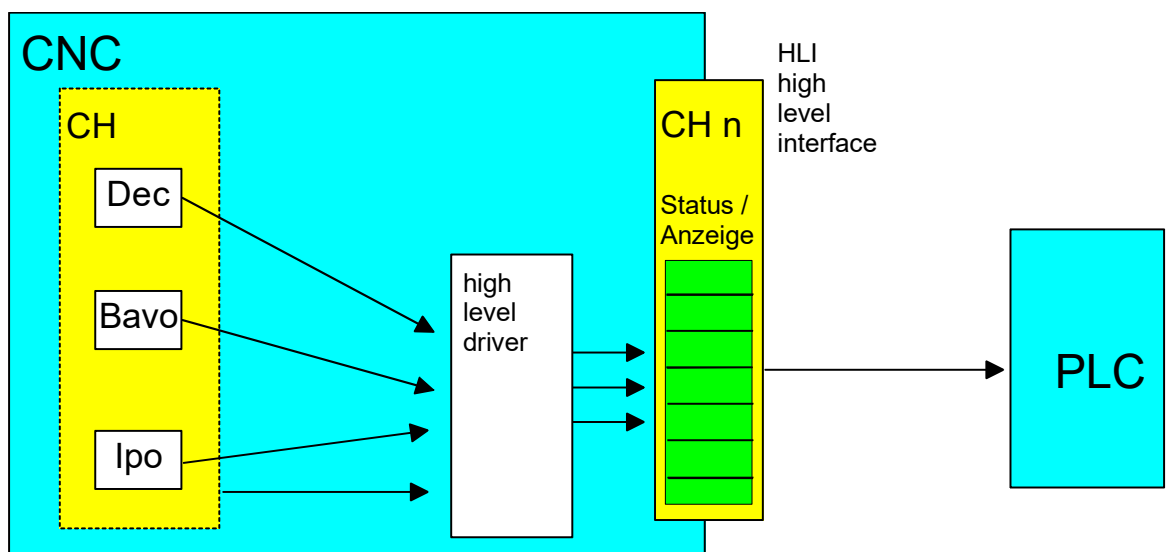 CNC
CH
Dec
Bavo
Ipo
high
level
driver
CH n
Status /
Anzeige
HLI
high
level
interface
PLC